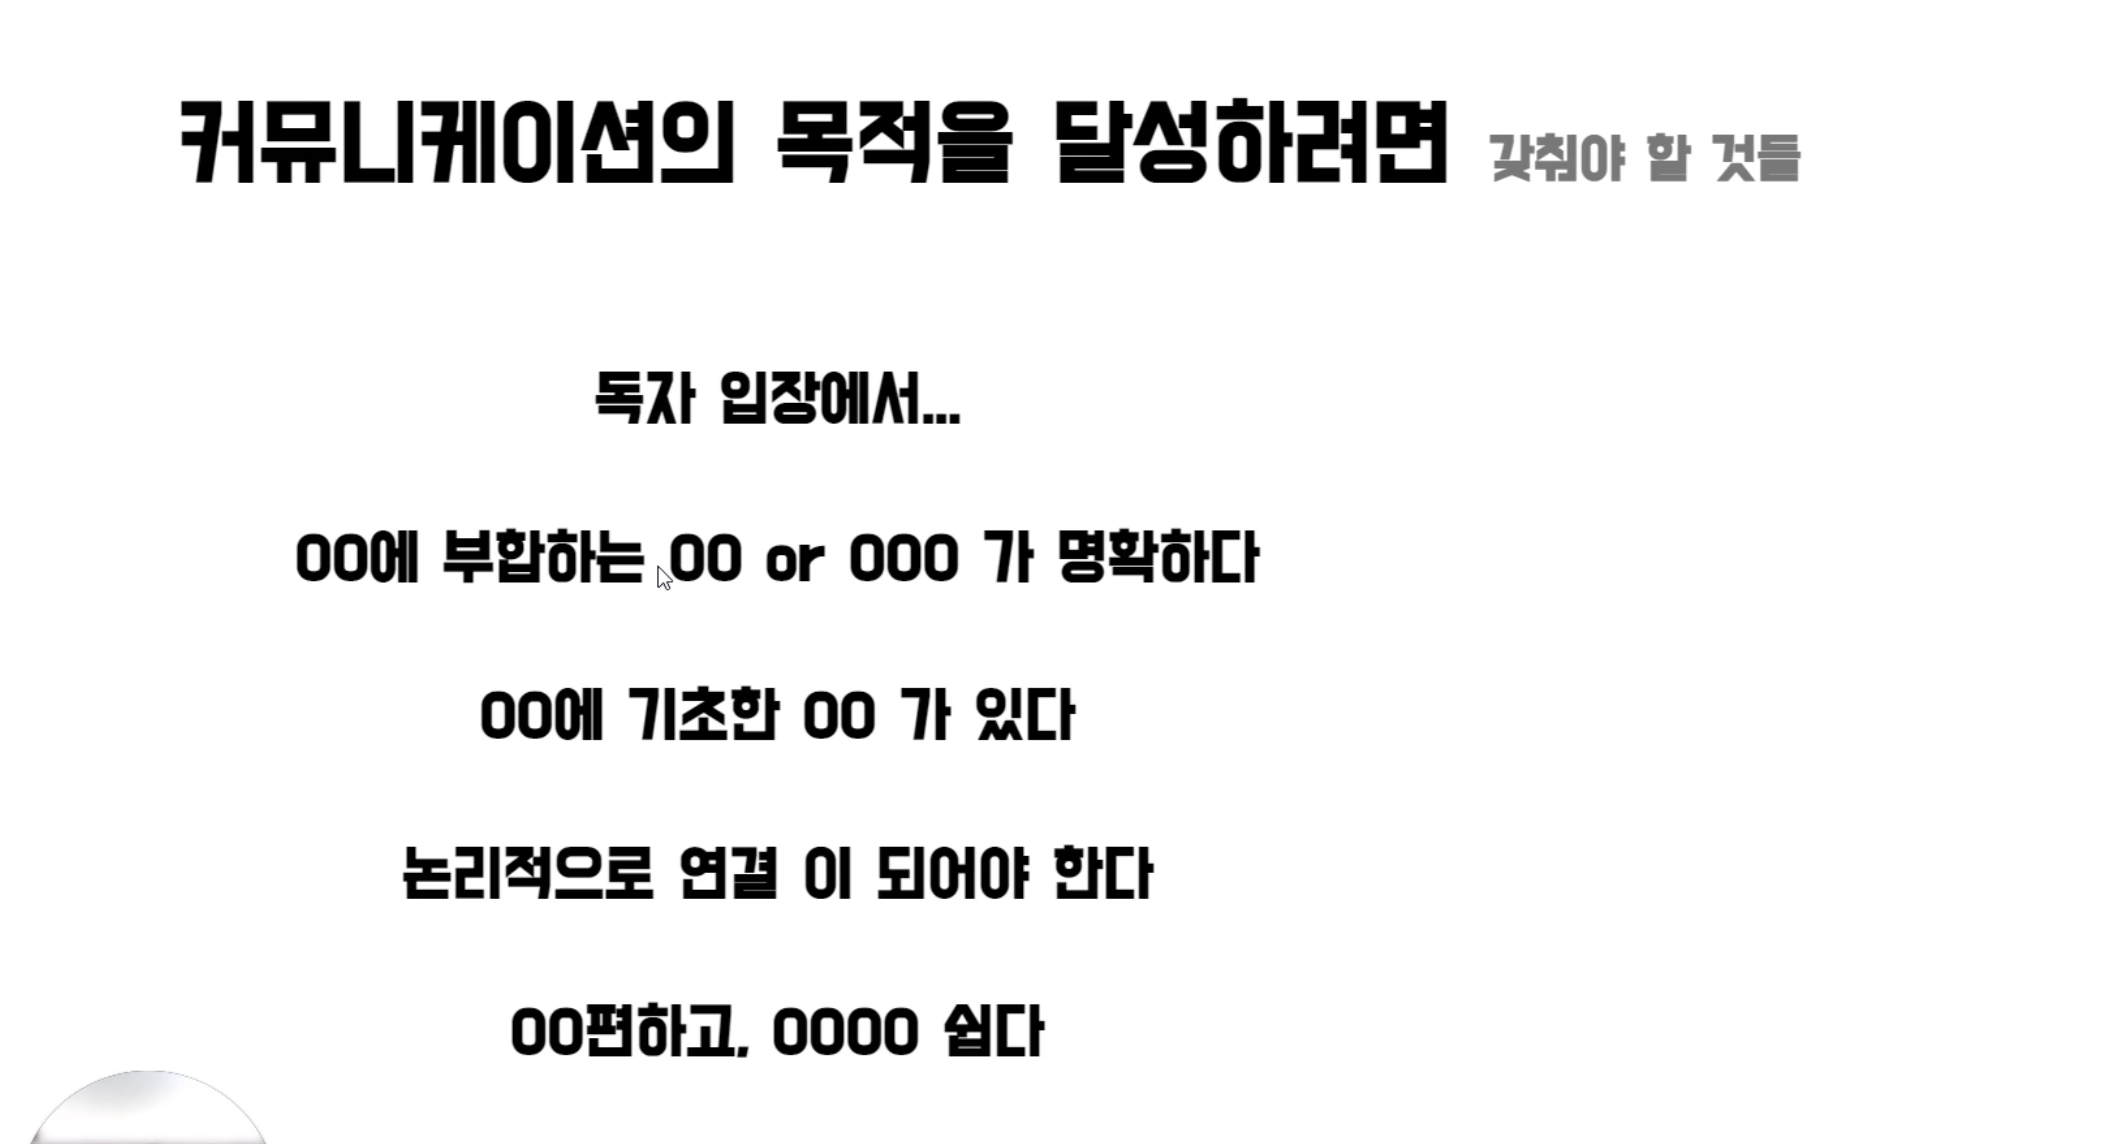 커뮤니케이션의 목적을 달성하려면 갖춰야 할 것들
독자 입장에서...
OO에 부합하는 OO or OOO 가 명확하다
OO에 기초한 OO 가 있다
논리적으로 연결 이 되어야 한다
OO편하고, OOOO 쉽다